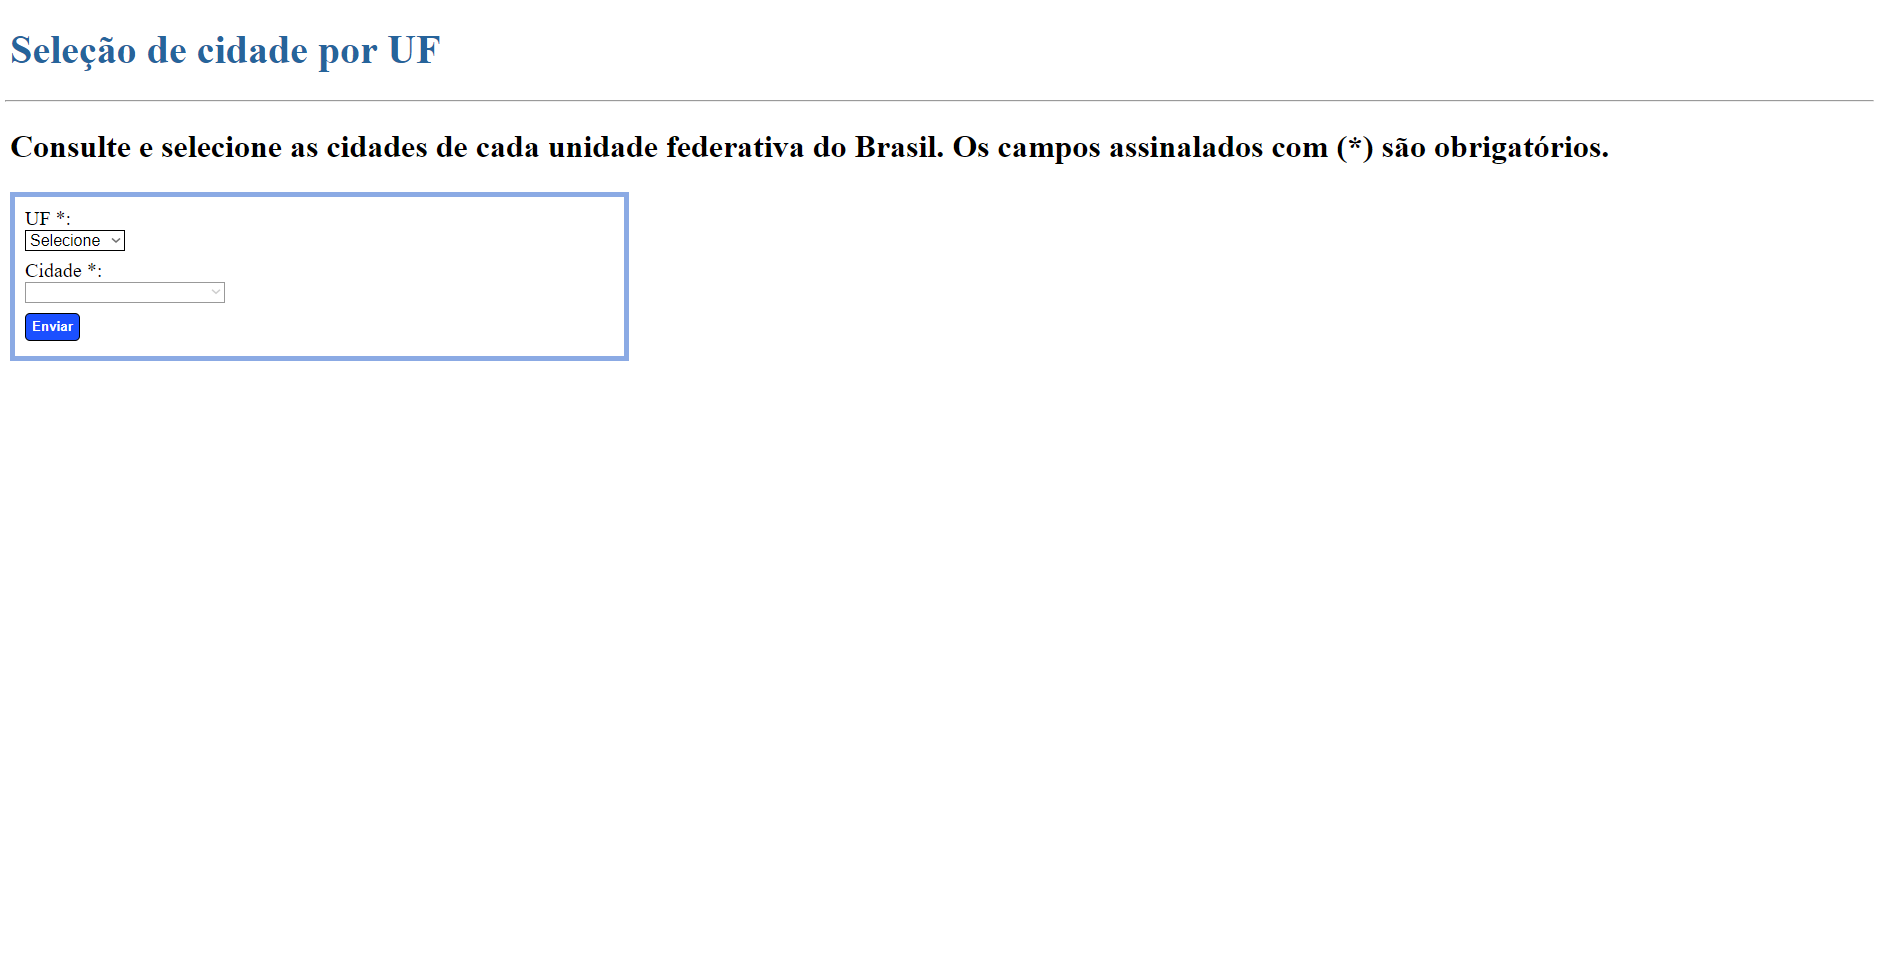 Seleção de cidade por UF
Consulte e selecione as cidades de cada unidade federativa do Brasil. Os campos assinalados com (*) são obrigatórios.
UF *:
Selecione
Cidade *:
Enviar